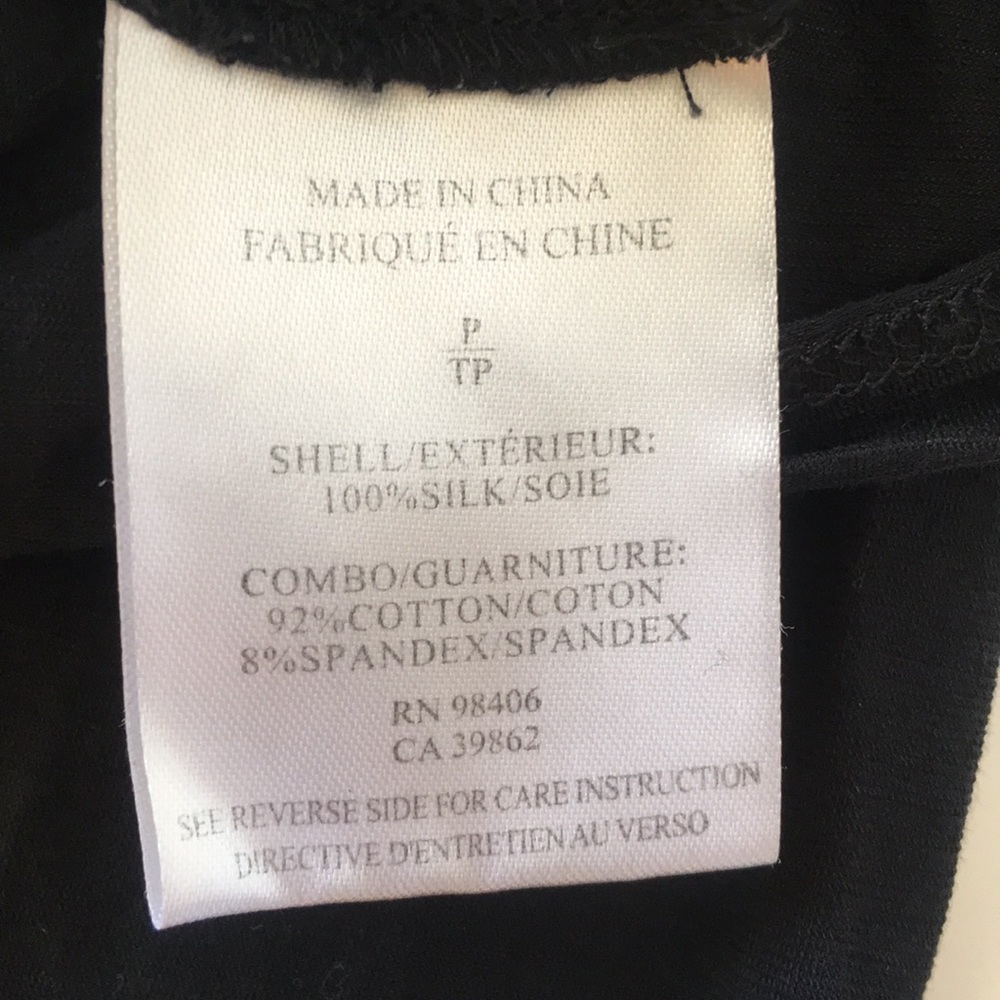 MADE IN CHINA
FABRIQUÉ EN CHINE
P
TP
SHELL/EXTÉRIEUR:
100%SILK/SOIE
COMBO/GUARNITURE:
92%COTTON/COTON
8%SPANDEX/SPANDEX
RN 98406
CA 39862
SEE REVERSE SIDE FOR CARE INSTRUCTION
DIRECTIVE D'ENTRETIEN AU VERSO